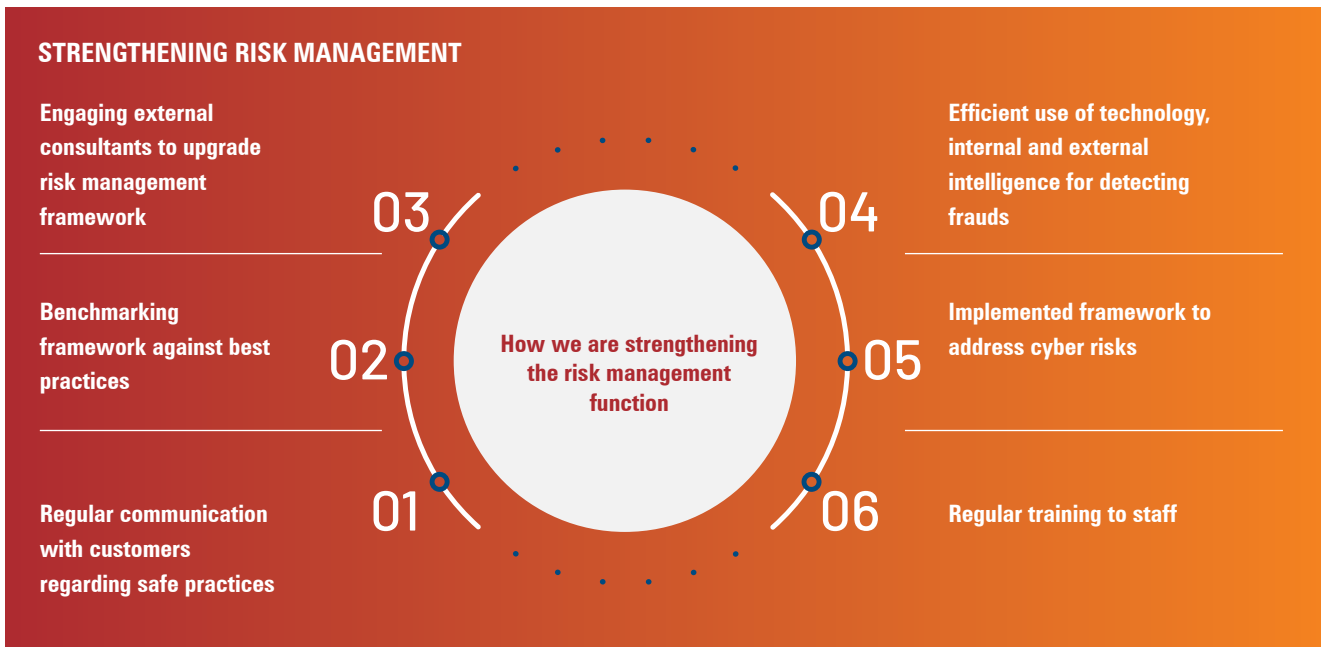 STRENGTHENING RISK MANAGEMENT
Engaging external
consultants to upgrade
risk management
framework
03
Benchmarking
framework against best
practices
02
Regular communication
with customers
regarding safe practices
01
How we are strengthening
the risk management
function
04
Efficient use of technology,
internal and external
intelligence for detecting
frauds
05
Implemented framework to
address cyber risks
06
Regular training to staff